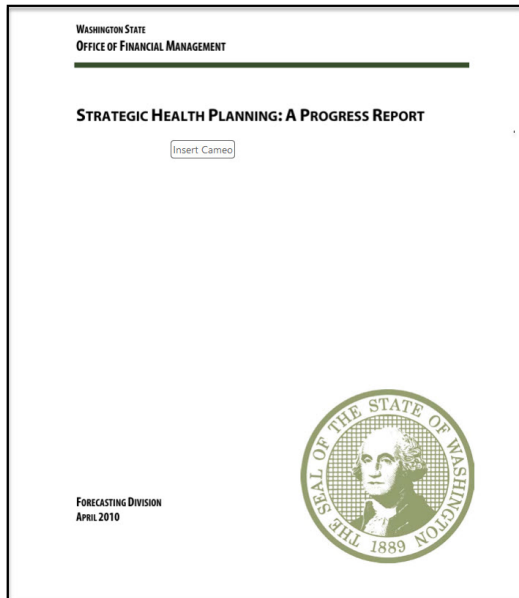 WASHINGTON STATE
OFFICE OF FINANCIAL MANAGEMENT
STRATEGIC HEALTH PLANNING: A PROGRESS REPORT
Insert Cameo
THE SEAL OF THE STATE OF WASHINGTON
1889
FORECASTING DIVISION
APRIL 2010